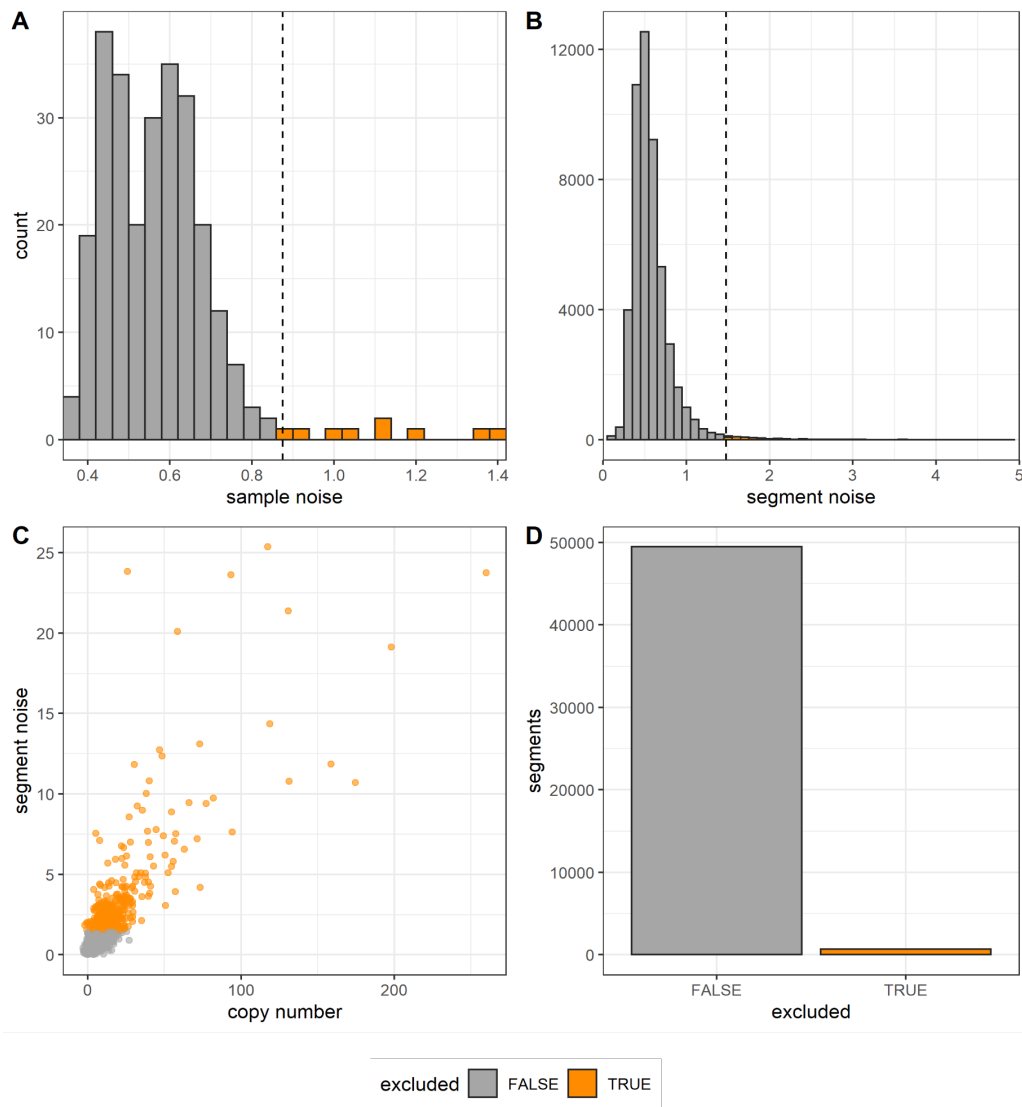 A
count
0
10
20
30
0.4 0.6 0.8 1.0 1.2 1.4
sample noise
B
0
4000
8000
12000
0 1 2 3 4 5
segment noise
C
segment noise
0
5
10
15
20
25
0 100 200
copy number
D
segments
0
10000
20000
30000
40000
50000
FALSE TRUE
excluded
excluded FALSE TRUE